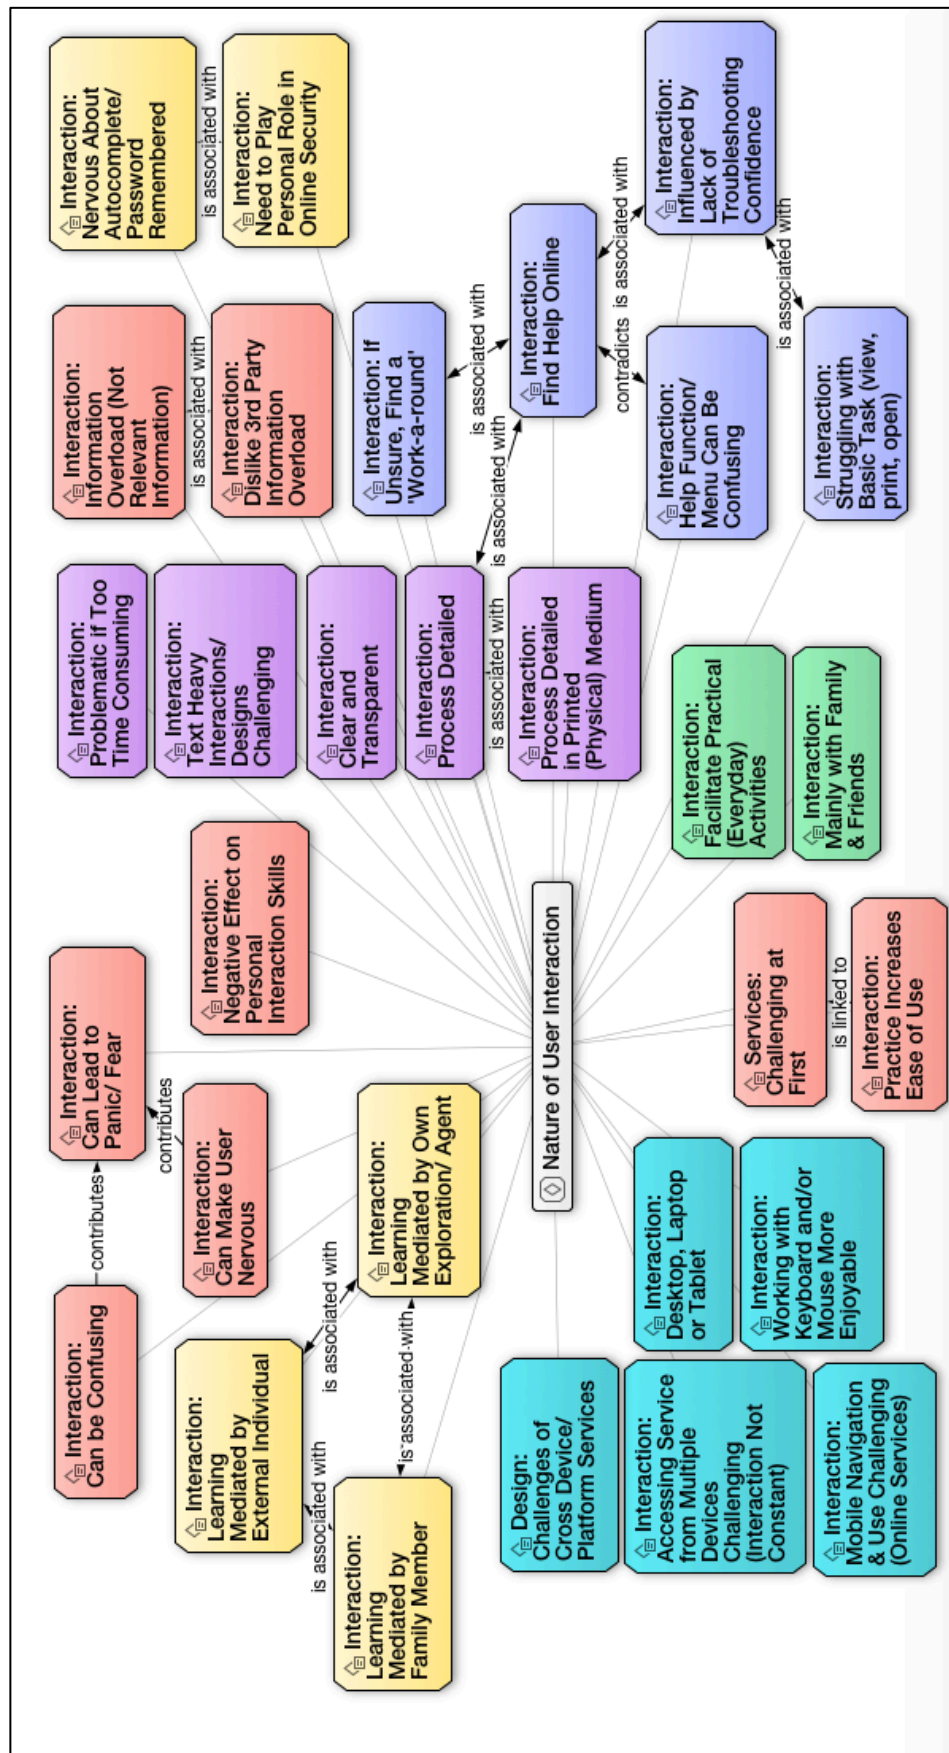 Interaction:
Can be Confusing
contributes
Interaction:
Can Lead to
Panic/ Fear
contributes
Interaction:
Can Make User
Nervous
Interaction:
Negative Effect on
Personal
Interaction Skills
Interaction:
Problematic if Too
Time Consuming
Interaction:
Text Heavy
Interactions/
Designs
Challenging
Interaction:
Clear and
Transparent
Interaction:
Process Detailed
is associated with
Interaction:
Process Detailed
in Printed
(Physical) Medium
Interaction:
Information
Overload (Not
Relevant
Information)
is associated with
Interaction:
Dislike 3rd Party
Information
Overload
Interaction:
Nervous About
Autocomplete/
Password
Remembered
is associated with
Interaction:
Need to Play
Personal Role in
Online Security
Interaction: If
Unsure, Find a
'Work-a-round'
is associated with
is associated with
Interaction:
Find Help Online
contradicts
is associated with
Interaction:
Help Function/
Menu Can Be
Confusing
Interaction:
Influenced by
Lack of
Troubleshooting
Confidence
is associated with
Interaction:
Struggling with
Basic Task (view,
print, open)
Interaction:
Learning
Mediated by
External Individual
is associated with
is associated with
Interaction:
Learning
Mediated by
Family Member
is associated with
Interaction:
Learning
Mediated by Own
Exploration/ Agent
Nature of User Interaction
Interaction:
Facilitate Practical
(Everyday)
Activities
Interaction:
Mainly with Family
& Friends
Services:
Challenging at
First
is linked to
Interaction:
Practice Increases
Ease of Use
Design:
Challenges of
Cross Device/
Platform Services
Interaction:
Accessing Service
from Multiple
Devices
Challenging
(Interaction Not
Constant)
Interaction:
Mobile Navigation
& Use Challenging
(Online Services)
Interaction:
Desktop, Laptop
or Tablet
Interaction:
Working with
Keyboard and/or
Mouse More
Enjoyable